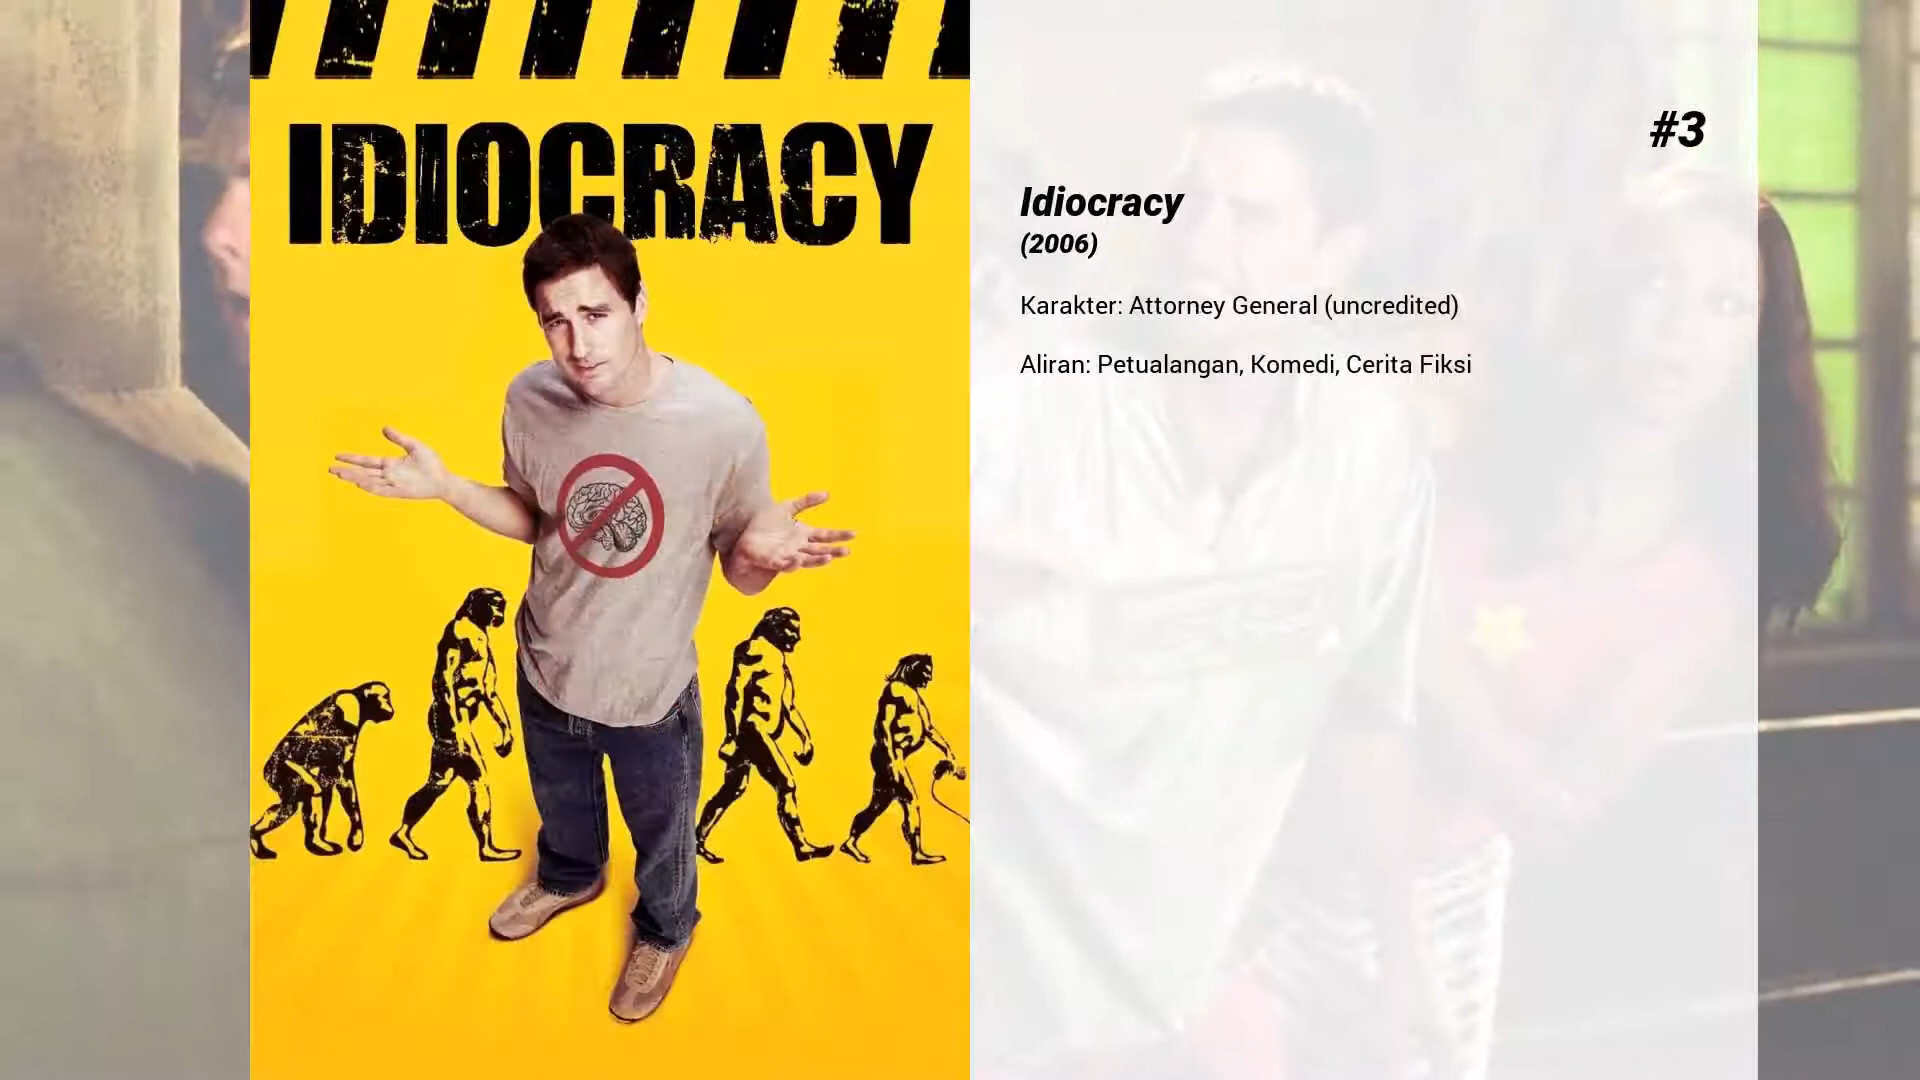 IDIOCRACY
#3
Idiocracy
(2006)
Karakter: Attorney General (uncredited)
Aliran: Petualangan, Komedi, Cerita Fiksi